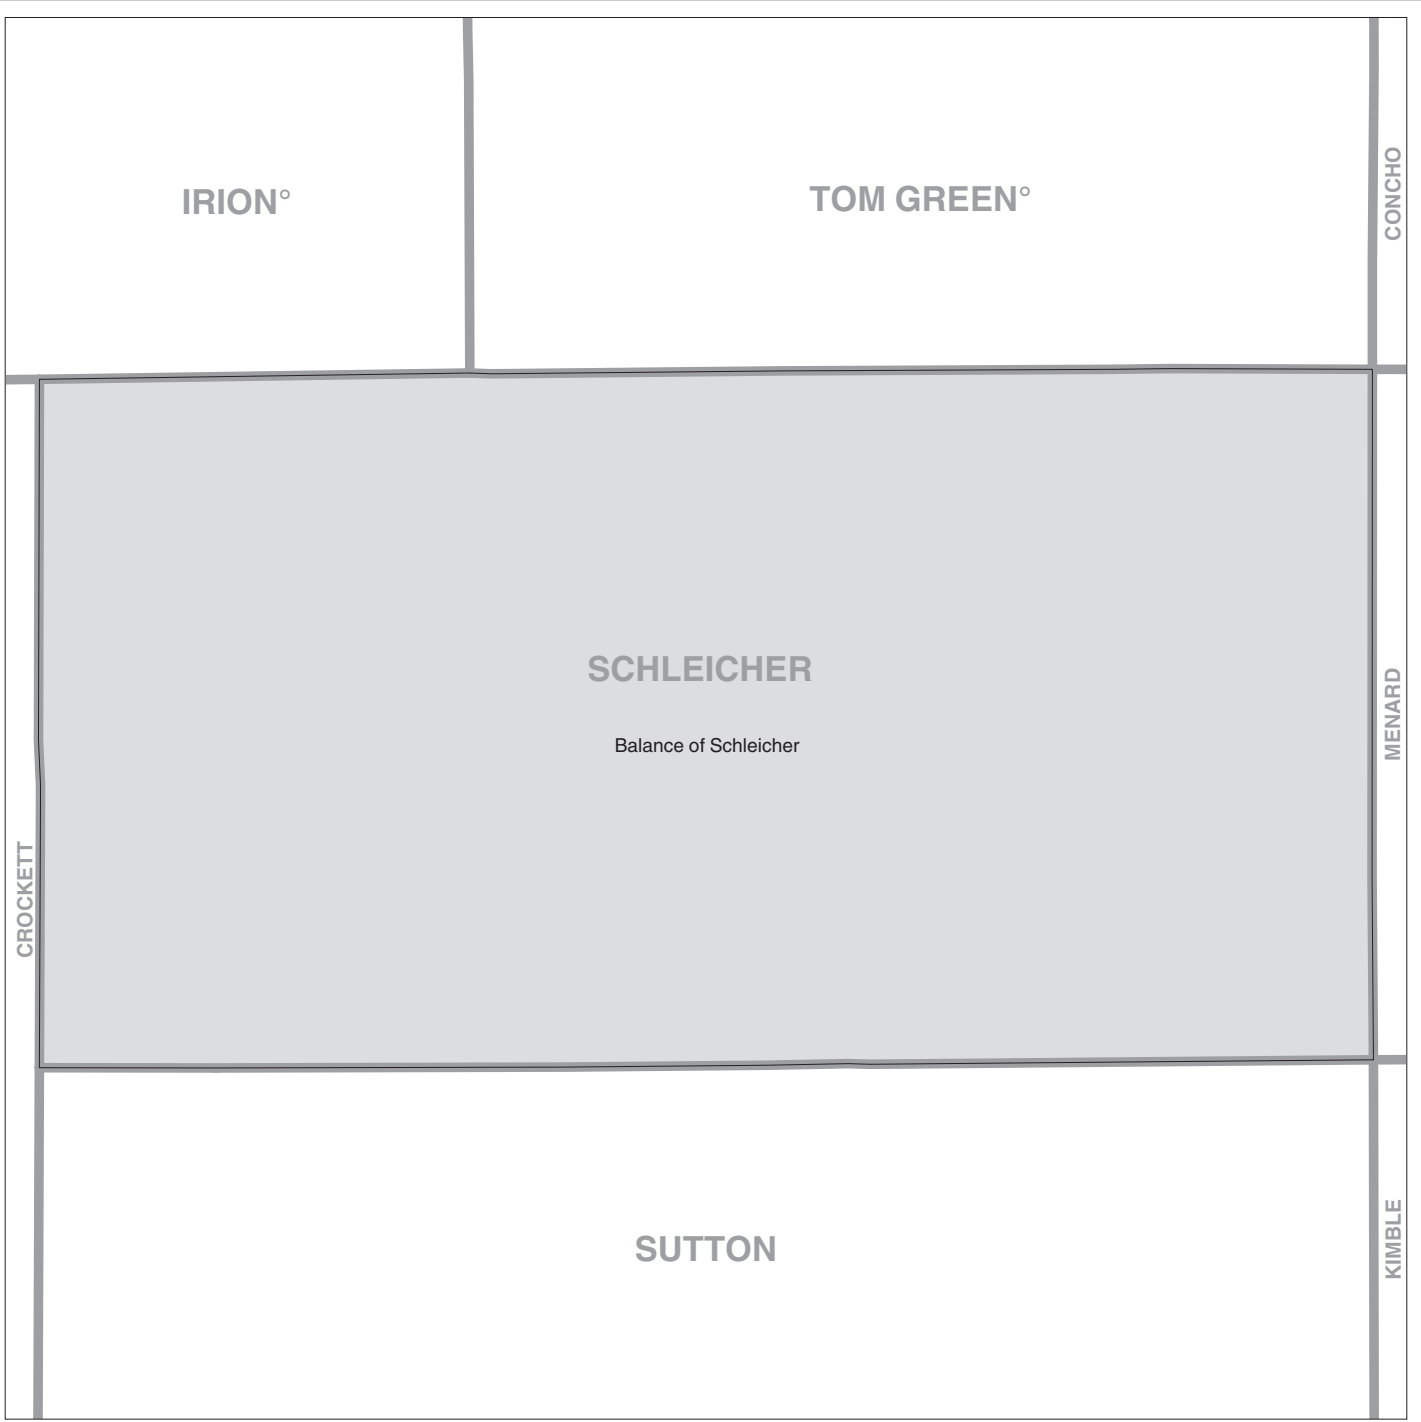 IRION°
TOM GREEN°
CONCHO
SCHLEICHER
Balance of Schleicher
MENARD
CROCKETT
SUTTON
KIMBLE